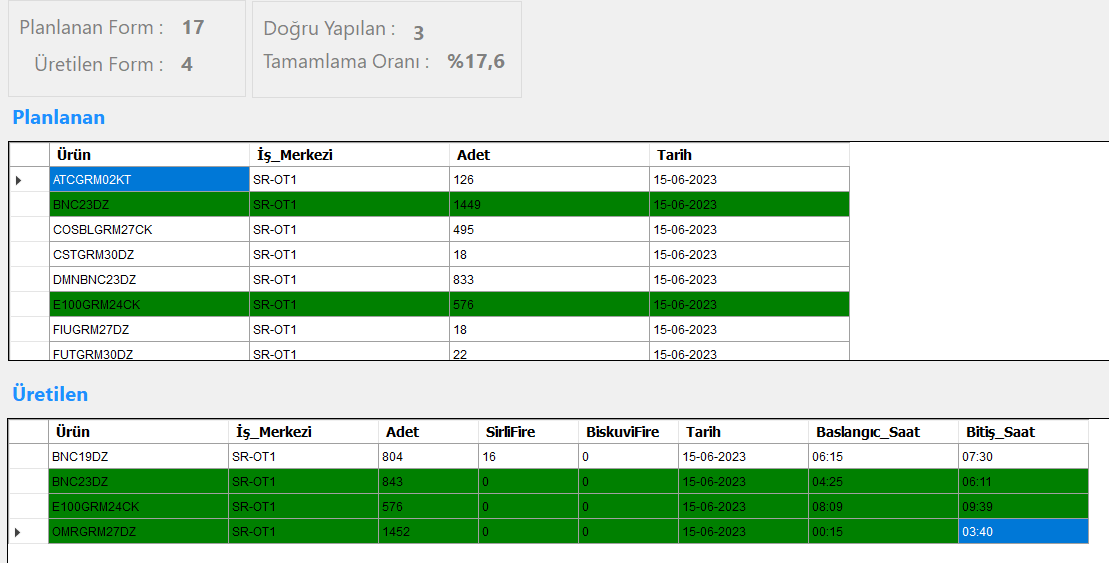 Planlanan Form : 17
Üretilen Form : 4
Doğru Yapılan : 3
Tamamlama Oranı : %17,6
Planlanan
Ürün İş_Merkezi Adet Tarih
ATCGRM02KT SR-OT1 126 15-06-2023
BNC23DZ SR-OT1 1449 15-06-2023
COSBLGRM27CK SR-OT1 495 15-06-2023
CSTGRM30DZ SR-OT1 18 15-06-2023
DMNBNC23DZ SR-OT1 833 15-06-2023
E100GRM24CK SR-OT1 576 15-06-2023
FIUGRM27DZ SR-OT1 18 15-06-2023
FUTGRM30DZ SR-OT1 22 15-06-2023
Üretilen
Ürün İş_Merkezi Adet SirliFire BiskuviFire Tarih Baslangıc_Saat Bitiş_Saat
BNC19DZ SR-OT1 804 16 0 15-06-2023 06:15 07:30
BNC23DZ SR-OT1 843 0 0 15-06-2023 04:25 06:11
E100GRM24CK SR-OT1 576 0 0 15-06-2023 08:09 09:39
OMRGRM27DZ SR-OT1 1452 0 0 15-06-2023 00:15 03:40